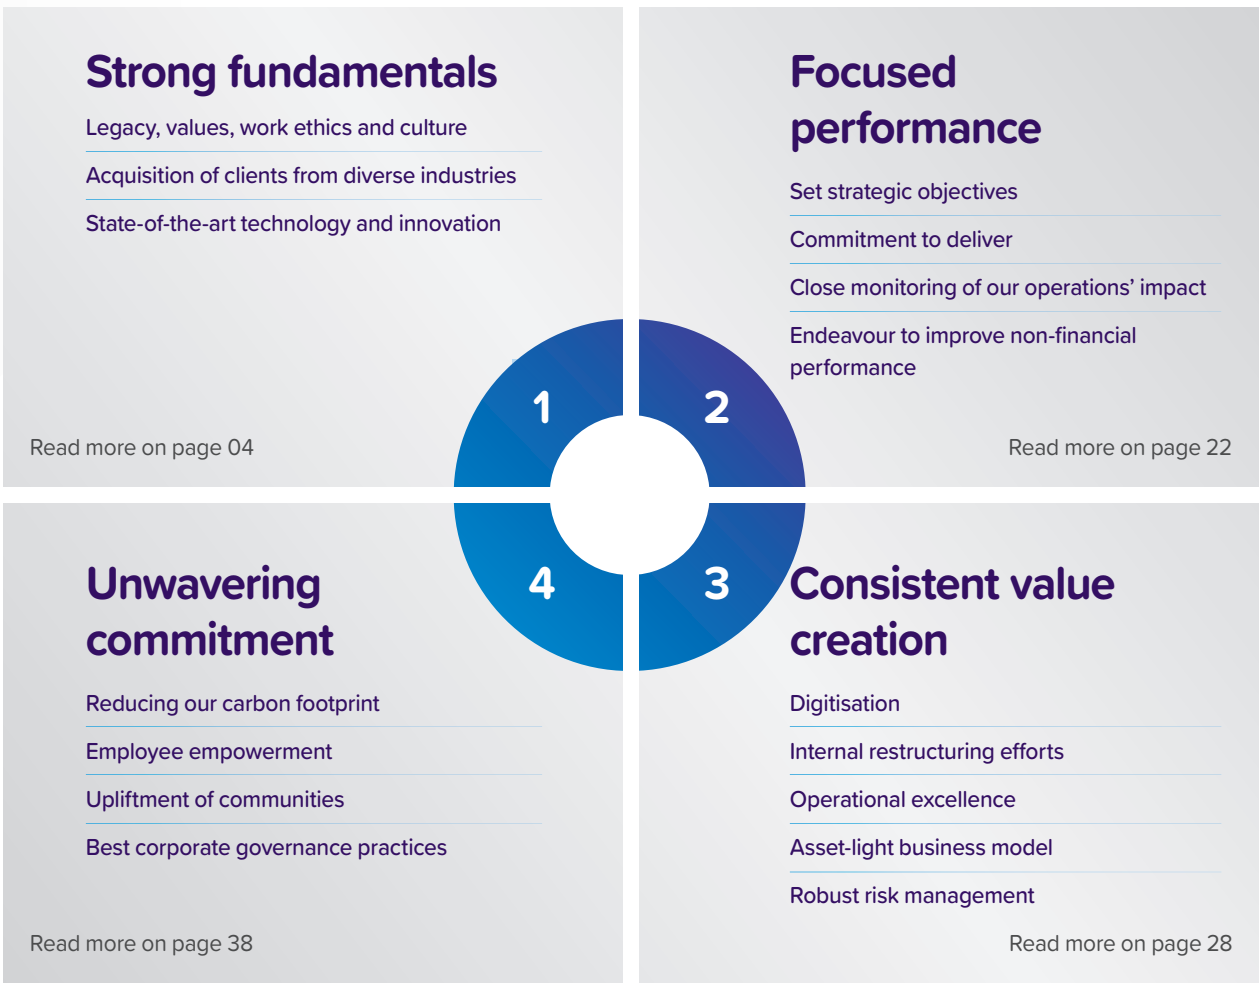 Strong fundamentals
Legacy, values, work ethics and culture
Acquisition of clients from diverse industries
State-of-the-art technology and innovation
1
Read more on page 04
Focused
performance
Set strategic objectives
Commitment to deliver
Close monitoring of our operations’ impact
Endeavour to improve non-financial
performance
2
Read more on page 22
Unwavering
commitment
4
Reducing our carbon footprint
Employee empowerment
Upliftment of communities
Best corporate governance practices
Read more on page 38
3
Consistent value
creation
Digitisation
Internal restructuring efforts
Operational excellence
Asset-light business model
Robust risk management
Read more on page 28